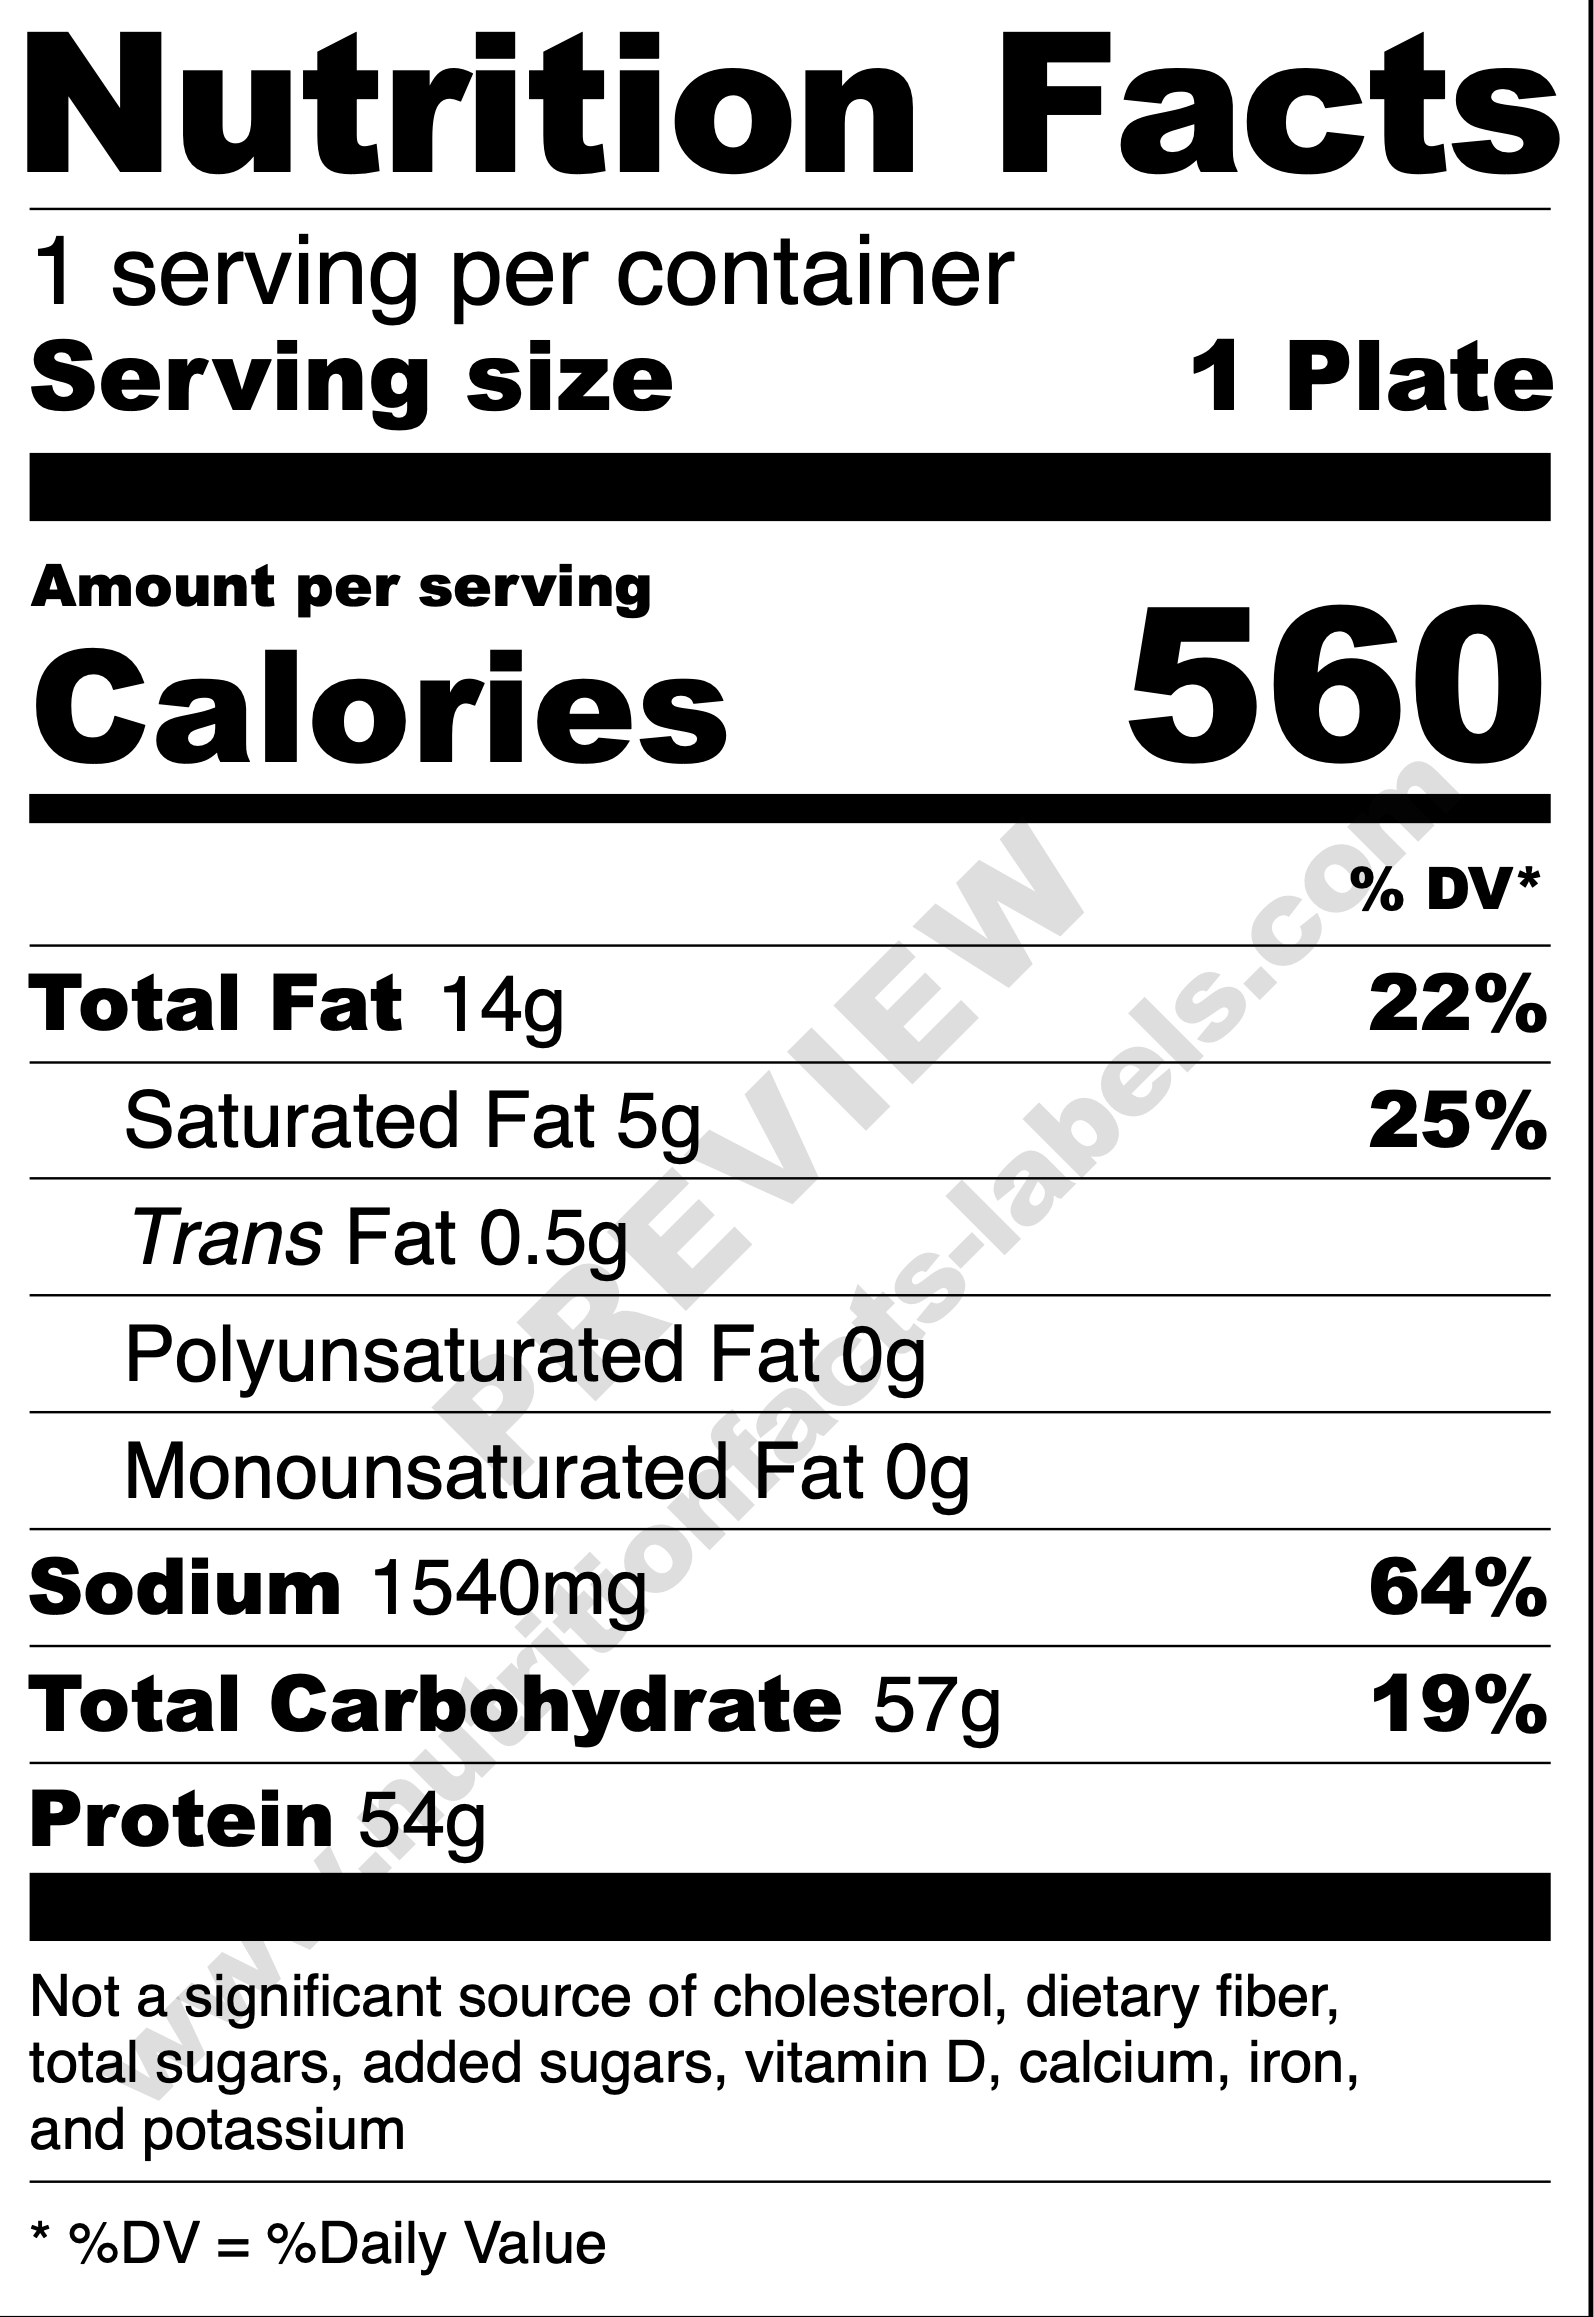 Nutrition Facts
1 serving per container
Serving size 1 Plate
Amount per serving
Calories 560
% DV*
Total Fat 14g 22%
Saturated Fat 5g 25%
Trans Fat 0.5g
Polyunsaturated Fat 0g
Monounsaturated Fat 0g
Sodium 1540mg 64%
Total Carbohydrate 57g 19%
Protein 54g
Not a significant source of cholesterol, dietary fiber,
total sugars, added sugars, vitamin D, calcium, iron,
and potassium
* %DV = %Daily Value
PREVIEW
www.nutritionfacts-labels.com